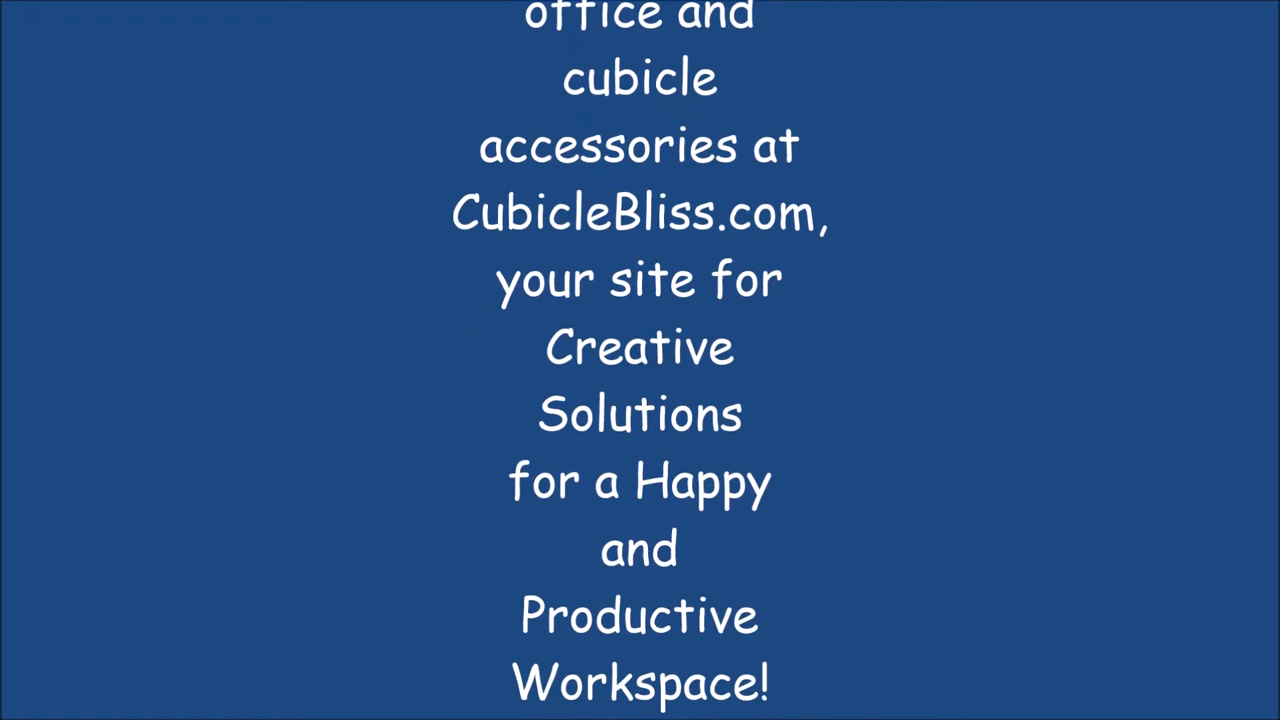 office and
cubicle
accessories at
CubicleBliss.com,
your site for
Creative
Solutions
for a Happy
and
Productive
Workspace!